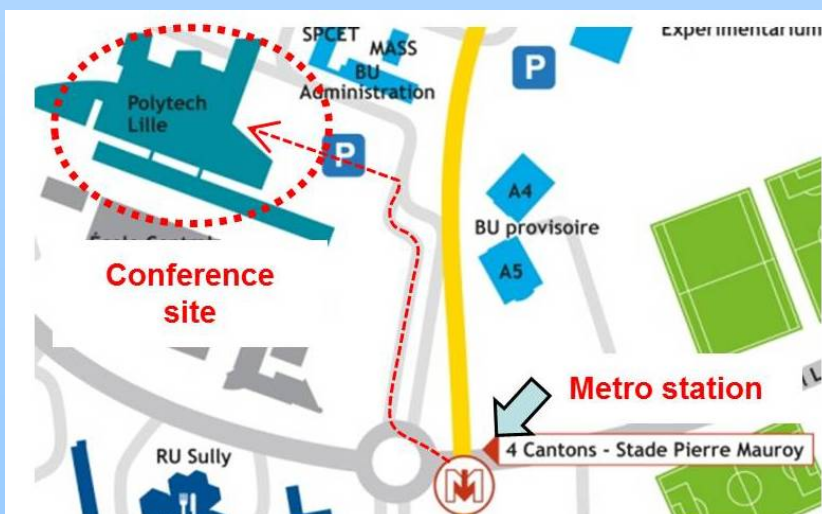 SPCET
MASS
BU
Administration
P
Experimentarium
Polytech
Lille
P
A4
BU provisoire
A5
Conference
site
Metro station
4 Cantons - Stade Pierre Mauroy
RU Sully
M